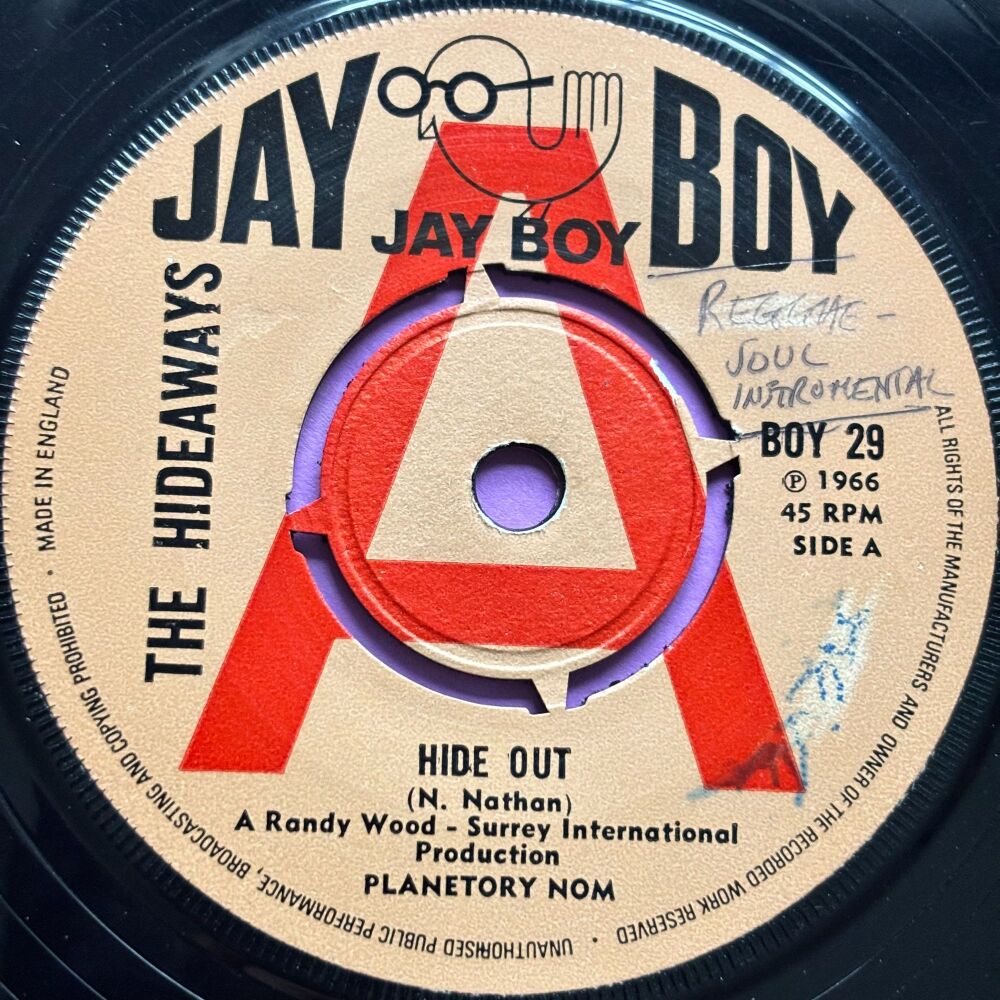 JAY BOY
JAY BOY
A
THE HIDEAWAYS
REGGAE -
SOUL
INSTROMENTAL
BOY 29
℗ 1966
45 RPM
SIDE A
HIDE OUT
(N. Nathan)
A Randy Wood - Surrey International
Production
PLANETORY NOM
MADE IN ENGLAND
ALL RIGHTS OF THE MANUFACTURERS AND OWNER OF THE RECORDED WORK RESERVED • UNAUTHORISED PUBLIC PERFORMANCE, BROADCASTING AND COPYING PROHIBITED •